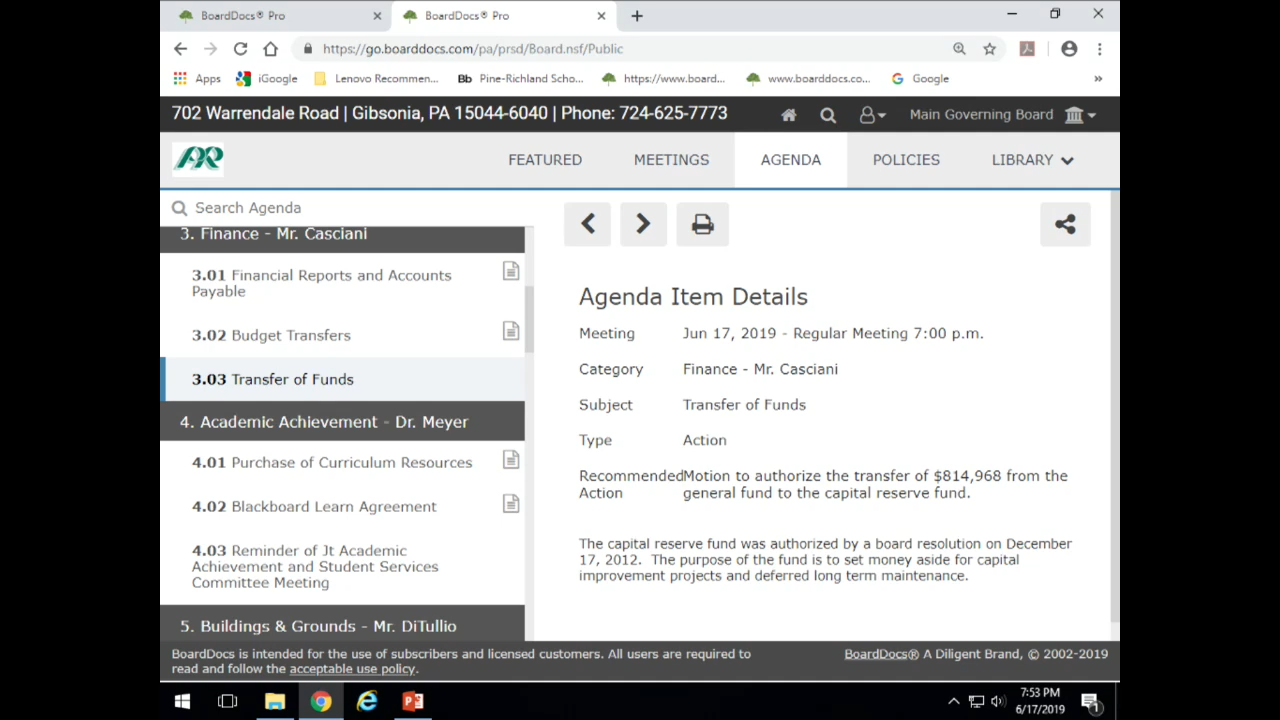 BoardDocs® Pro
BoardDocs® Pro
https://go.boarddocs.com/pa/prsd/Board.nsf/Public
Apps
iGoogle
Lenovo Recommen...
Bb Pine-Richland Scho...
https://www.board...
www.boarddocs.co...
Google
»
702 Warrendale Road | Gibsonia, PA 15044-6040 | Phone: 724-625-7773
Main Governing Board
PR
FEATURED
MEETINGS
AGENDA
POLICIES
LIBRARY
Search Agenda
3. Finance - Mr. Casciani
3.01 Financial Reports and Accounts
Payable
3.02 Budget Transfers
3.03 Transfer of Funds
4. Academic Achievement - Dr. Meyer
4.01 Purchase of Curriculum Resources
4.02 Blackboard Learn Agreement
4.03 Reminder of Jt Academic
Achievement and Student Services
Committee Meeting
5. Buildings & Grounds - Mr. DiTullio
Agenda Item Details
Meeting Jun 17, 2019 - Regular Meeting 7:00 p.m.
Category Finance - Mr. Casciani
Subject Transfer of Funds
Type Action
Recommended Motion to authorize the transfer of $814,968 from the
Action general fund to the capital reserve fund.
The capital reserve fund was authorized by a board resolution on December
17, 2012. The purpose of the fund is to set money aside for capital
improvement projects and deferred long term maintenance.
BoardDocs is intended for the use of subscribers and licensed customers. All users are required to
read and follow the acceptable use policy.
BoardDocs® A Diligent Brand, © 2002-2019
7:53 PM
6/17/2019
1